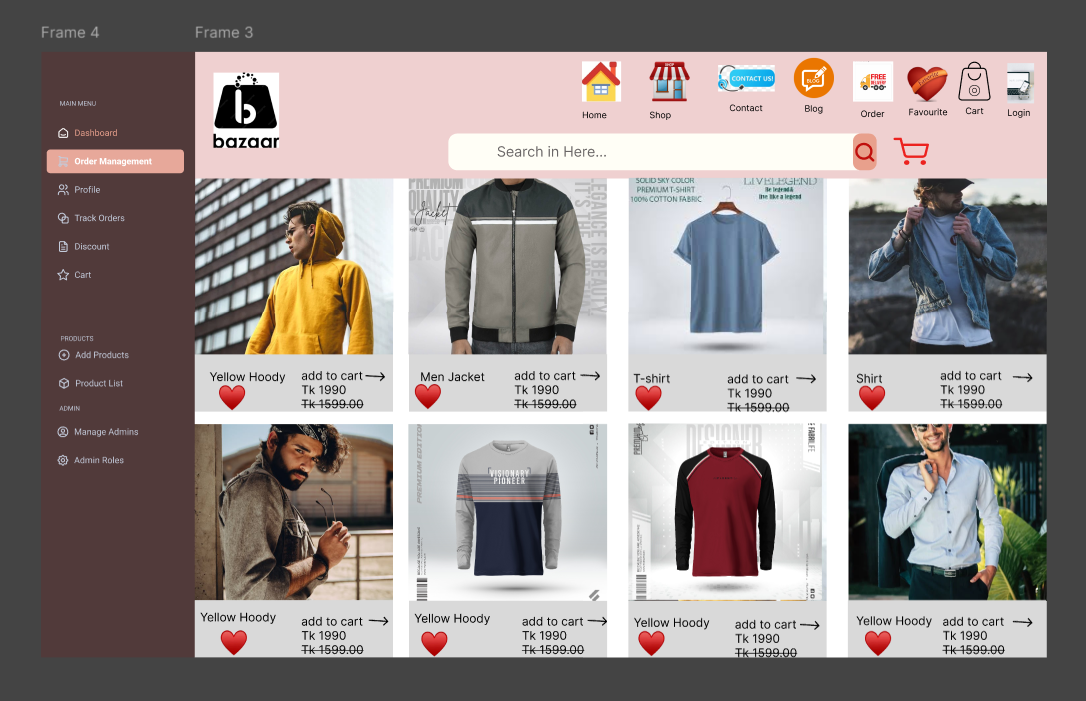 Frame 4
Frame 3
MAIN MENU
Dashboard
Order Management
Profile
Track Orders
Discount
Cart
PRODUCTS
Add Products
Product List
ADMIN
Manage Admins
Admin Roles
b
bazaar
SHOP
CONTACT US!
BLOG
FREE
DELIVERY
Favourite
Home
Shop
Contact
Blog
Order
Favourite
Cart
Login
Search in Here...
PREMIUM
QUALITY
Jacket
JACK
ELEGANCE IS BEAUTY
IT'S THE
SOLID SKY COLOR
PREMIUM T-SHIRT
100% COTTON FABRIC
LIVELEGEND
Be legend &
live like a legend
Yellow Hoody
add to cart
Tk 1990
Tk 1599.00
Men Jacket
add to cart
Tk 1990
Tk 1599.00
T-shirt
add to cart
Tk 1990
Tk 1599.00
Shirt
add to cart
Tk 1990
Tk 1599.00
PREMIUM EDITION
VISIONARY
PIONEER
PREMIUM
DESIGNER
FABRILIFE
Yellow Hoody
add to cart
Tk 1990
Tk 1599.00
Yellow Hoody
add to cart
Tk 1990
Tk 1599.00
Yellow Hoody
add to cart
Tk 1990
Tk 1599.00
Yellow Hoody
add to cart
Tk 1990
Tk 1599.00